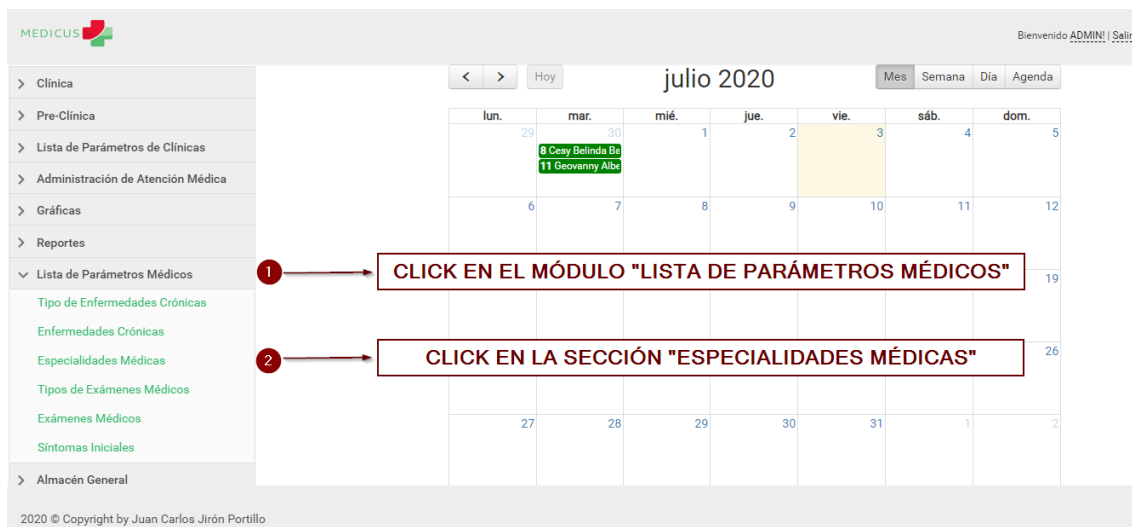 MEDICUS
Bienvenido ADMIN! | Salir
Clínica
Pre-Clínica
Lista de Parámetros de Clínicas
Administración de Atención Médica
Gráficas
Reportes
Lista de Parámetros Médicos
Tipo de Enfermedades Crónicas
Enfermedades Crónicas
Especialidades Médicas
Tipos de Exámenes Médicos
Exámenes Médicos
Síntomas Iniciales
Almacén General
Hoy
julio 2020
Mes Semana Día Agenda
lun. mar. mié. jue. vie. sáb. dom.
29 30 1 2 3 4 5
8 Cesy Belinda Ba
11 Geovanny Albe
6 7 8 9 10 11 12
1 CLICK EN EL MÓDULO "LISTA DE PARÁMETROS MÉDICOS"
19
2 CLICK EN LA SECCIÓN "ESPECIALIDADES MÉDICAS"
26
27 28 29 30 31 1 2
2020 © Copyright by Juan Carlos Jirón Portillo